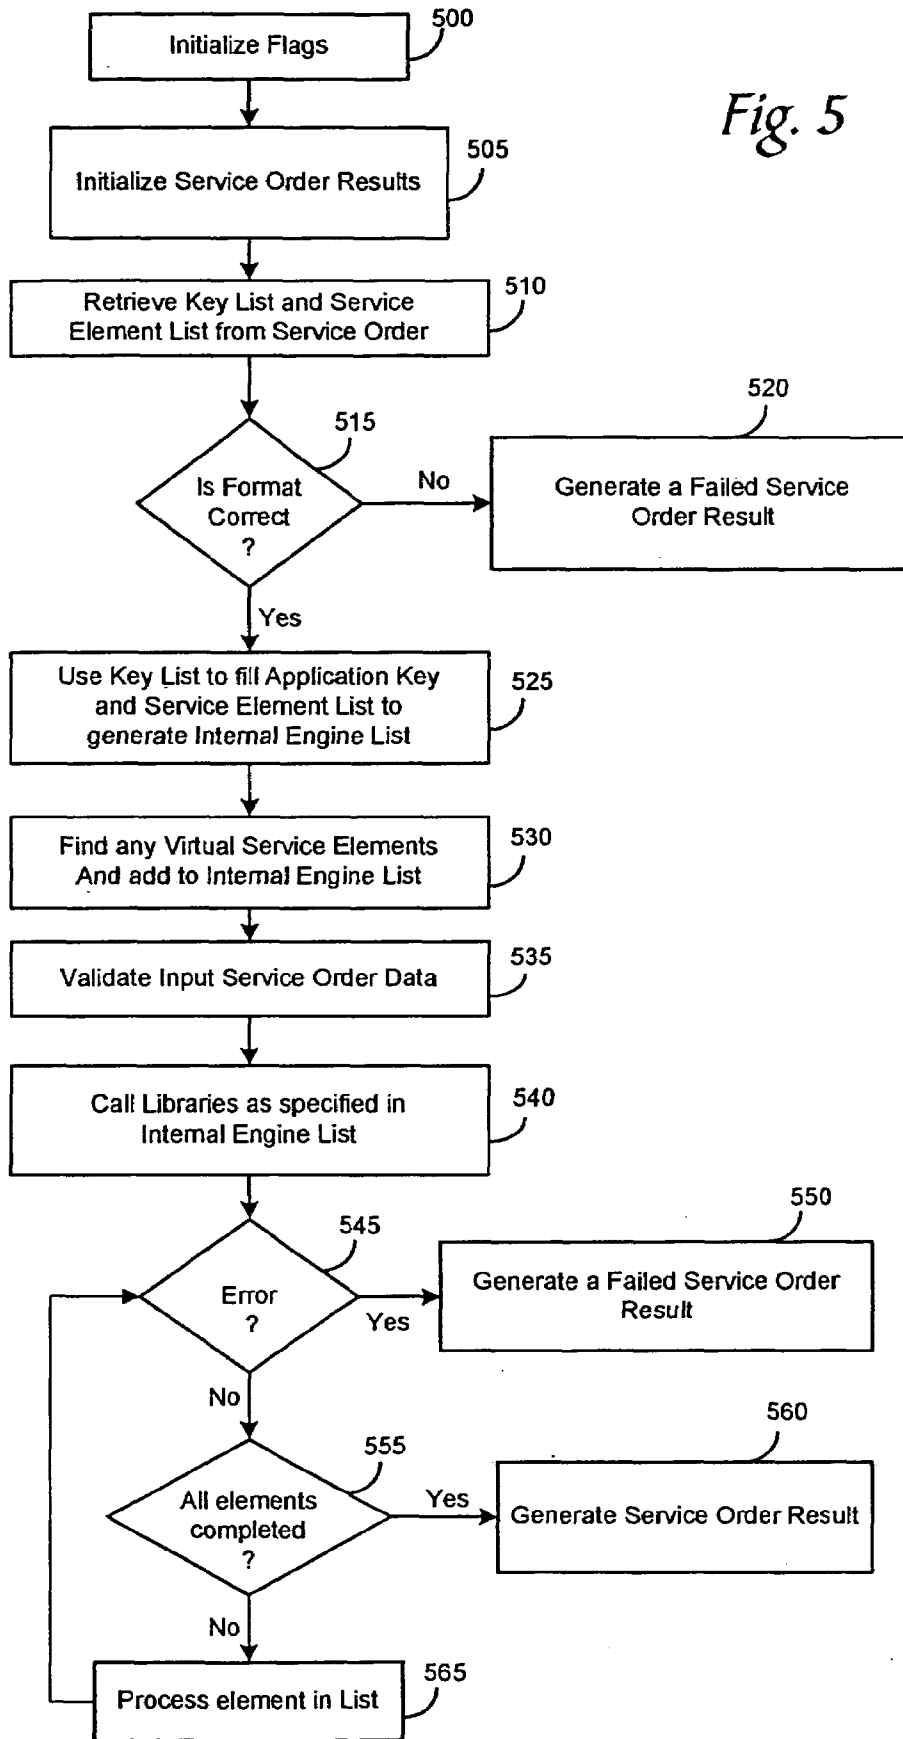 500
Initialize Flags
Fig. 5
505
Initialize Service Order Results
510
Retrieve Key List and Service
Element List from Service Order
515
520
Is Format
Correct
?
No
Generate a Failed Service
Order Result
Yes
525
Use Key List to fill Application Key
and Service Element List to
generate Internal Engine List
530
Find any Virtual Service Elements
And add to Internal Engine List
535
Validate Input Service Order Data
540
Call Libraries as specified in
Internal Engine List
545
550
Error
?
Yes
Generate a Failed Service Order
Result
No
555
560
All elements
completed
?
Yes
Generate Service Order Result
No
565
Process element in List